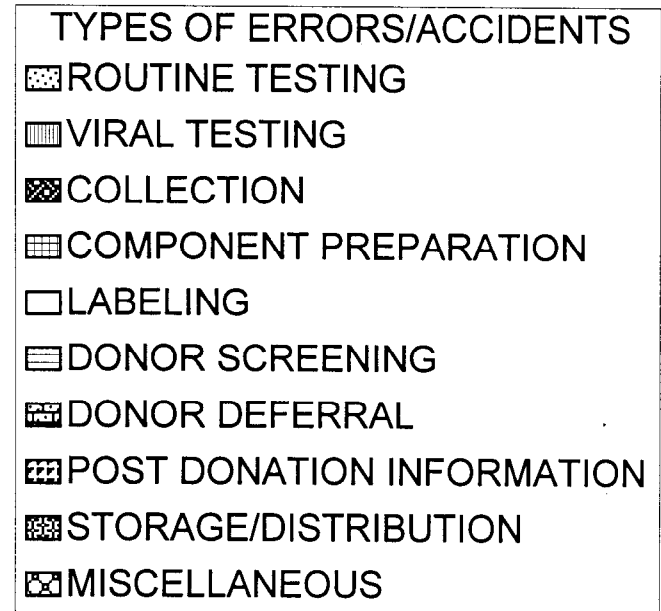 TYPES OF ERRORS/ACCIDENTS
ROUTINE TESTING
VIRAL TESTING
COLLECTION
COMPONENT PREPARATION
LABELING
DONOR SCREENING
DONOR DEFERRAL
POST DONATION INFORMATION
STORAGE/DISTRIBUTION
MISCELLANEOUS